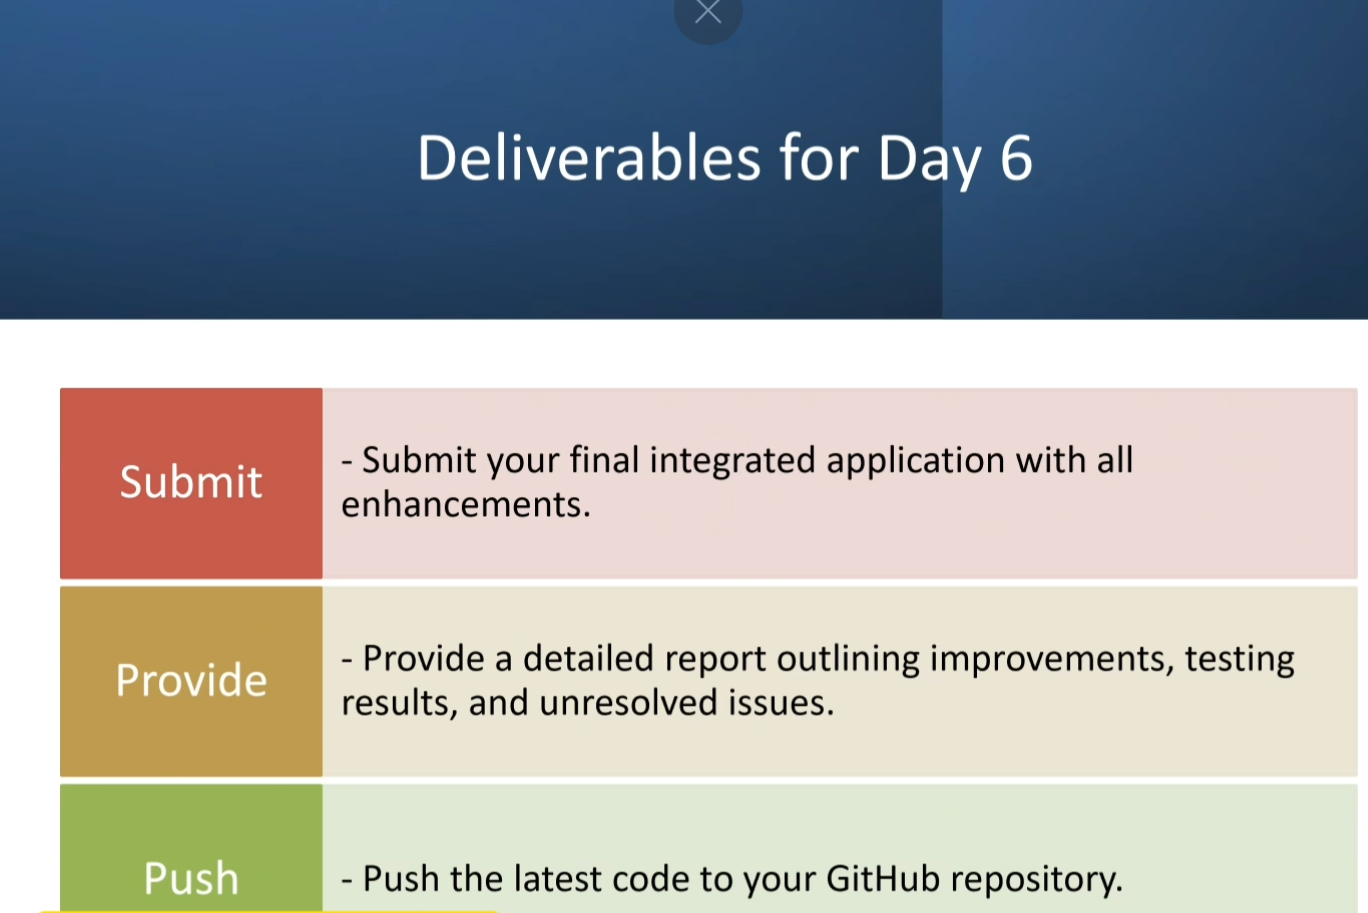 Deliverables for Day 6
Submit
- Submit your final integrated application with all
enhancements.
Provide
- Provide a detailed report outlining improvements, testing
results, and unresolved issues.
Push
- Push the latest code to your GitHub repository.